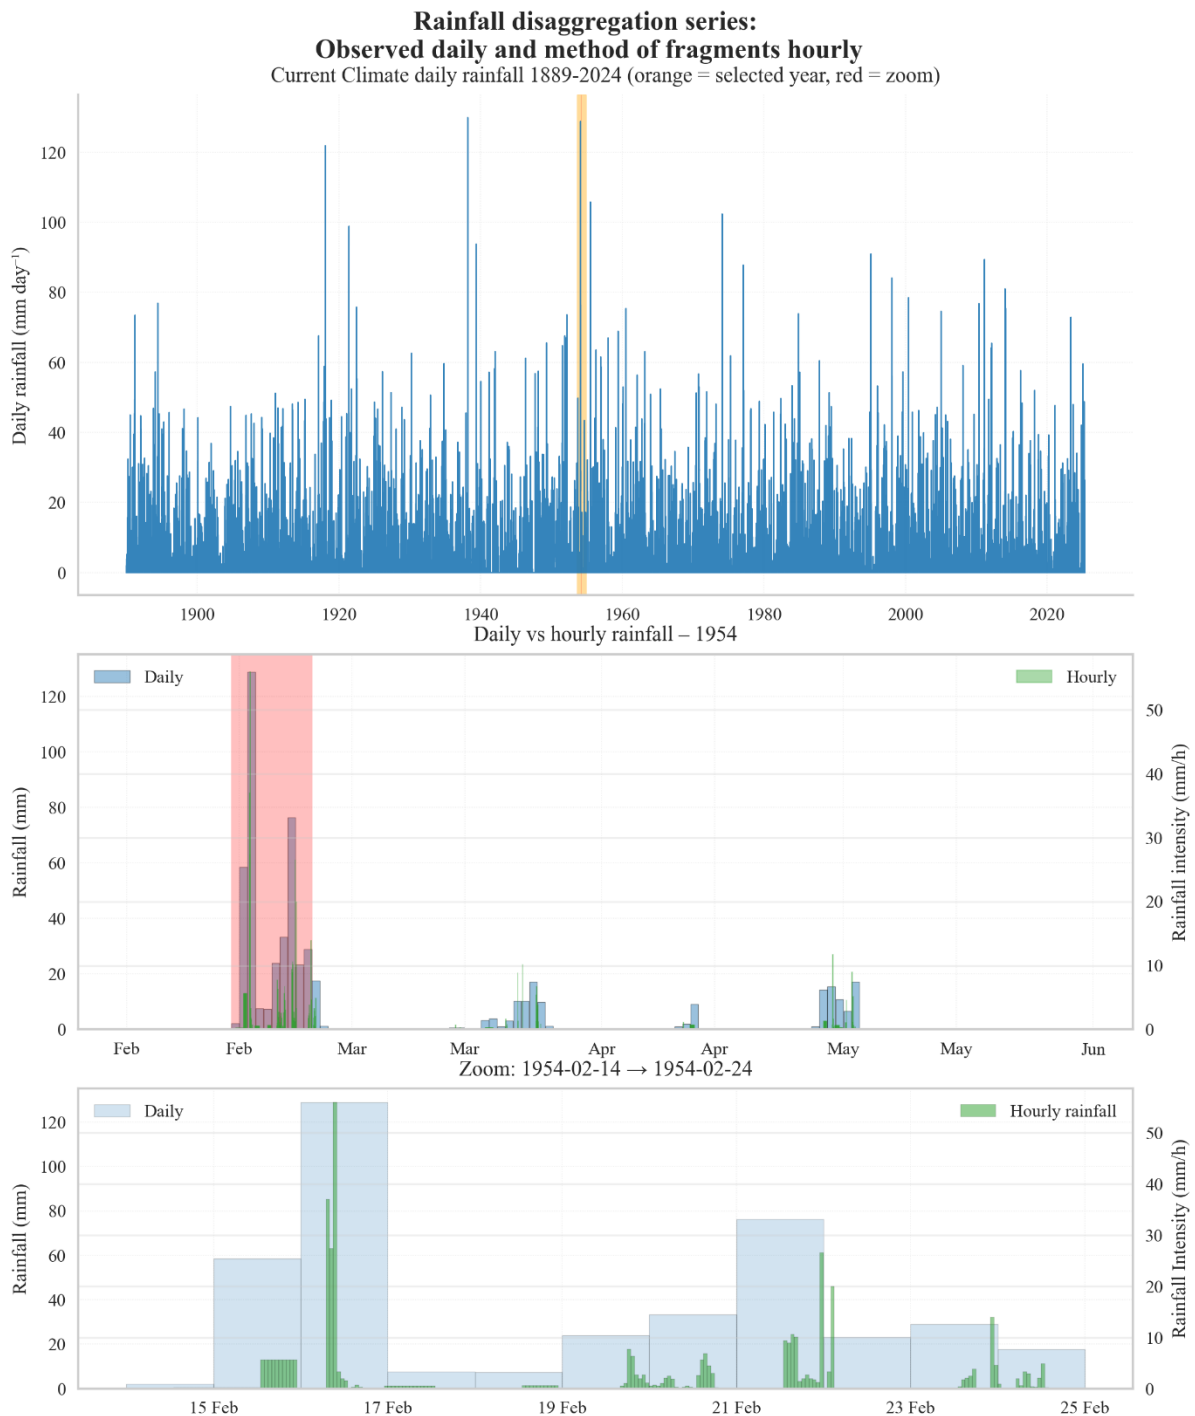 Rainfall disaggregation series:
Observed daily and method of fragments hourly
Current Climate daily rainfall 1889-2024 (orange = selected year, red = zoom)
Daily rainfall (mm day⁻¹)
120
100
80
60
40
20
0
1900 1920 1940 1960 1980 2000 2020
Daily vs hourly rainfall – 1954
Daily
Hourly
Rainfall (mm)
120
100
80
60
40
20
0
50
40
30
20
10
0
Rainfall intensity (mm/h)
Feb Feb Mar Mar Apr Apr May May Jun
Zoom: 1954-02-14 → 1954-02-24
Daily
Hourly rainfall
Rainfall (mm)
120
100
80
60
40
20
0
50
40
30
20
10
0
Rainfall Intensity (mm/h)
15 Feb 17 Feb 19 Feb 21 Feb 23 Feb 25 Feb